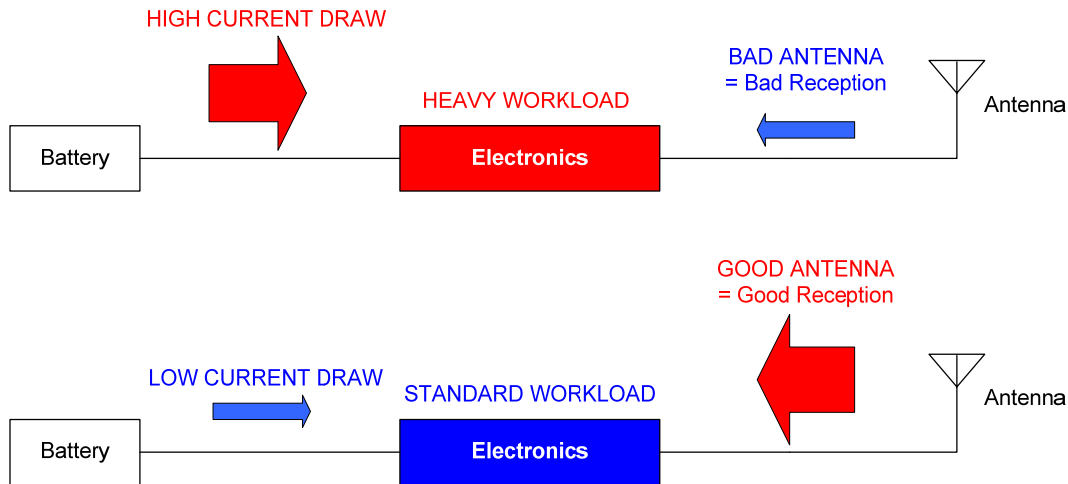 HIGH CURRENT DRAW
BAD ANTENNA
= Bad Reception
HEAVY WORKLOAD
Antenna
Battery
Electronics
GOOD ANTENNA
= Good Reception
LOW CURRENT DRAW
STANDARD WORKLOAD
Antenna
Battery
Electronics